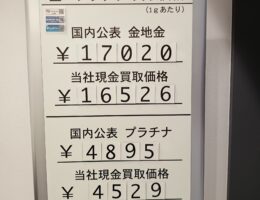 (1gあたり)
国内公表 金地金
¥ 17020
当社現金買取価格
¥ 16526
国内公表 プラチナ
¥ 4895
当社現金買取価格
¥ 4529